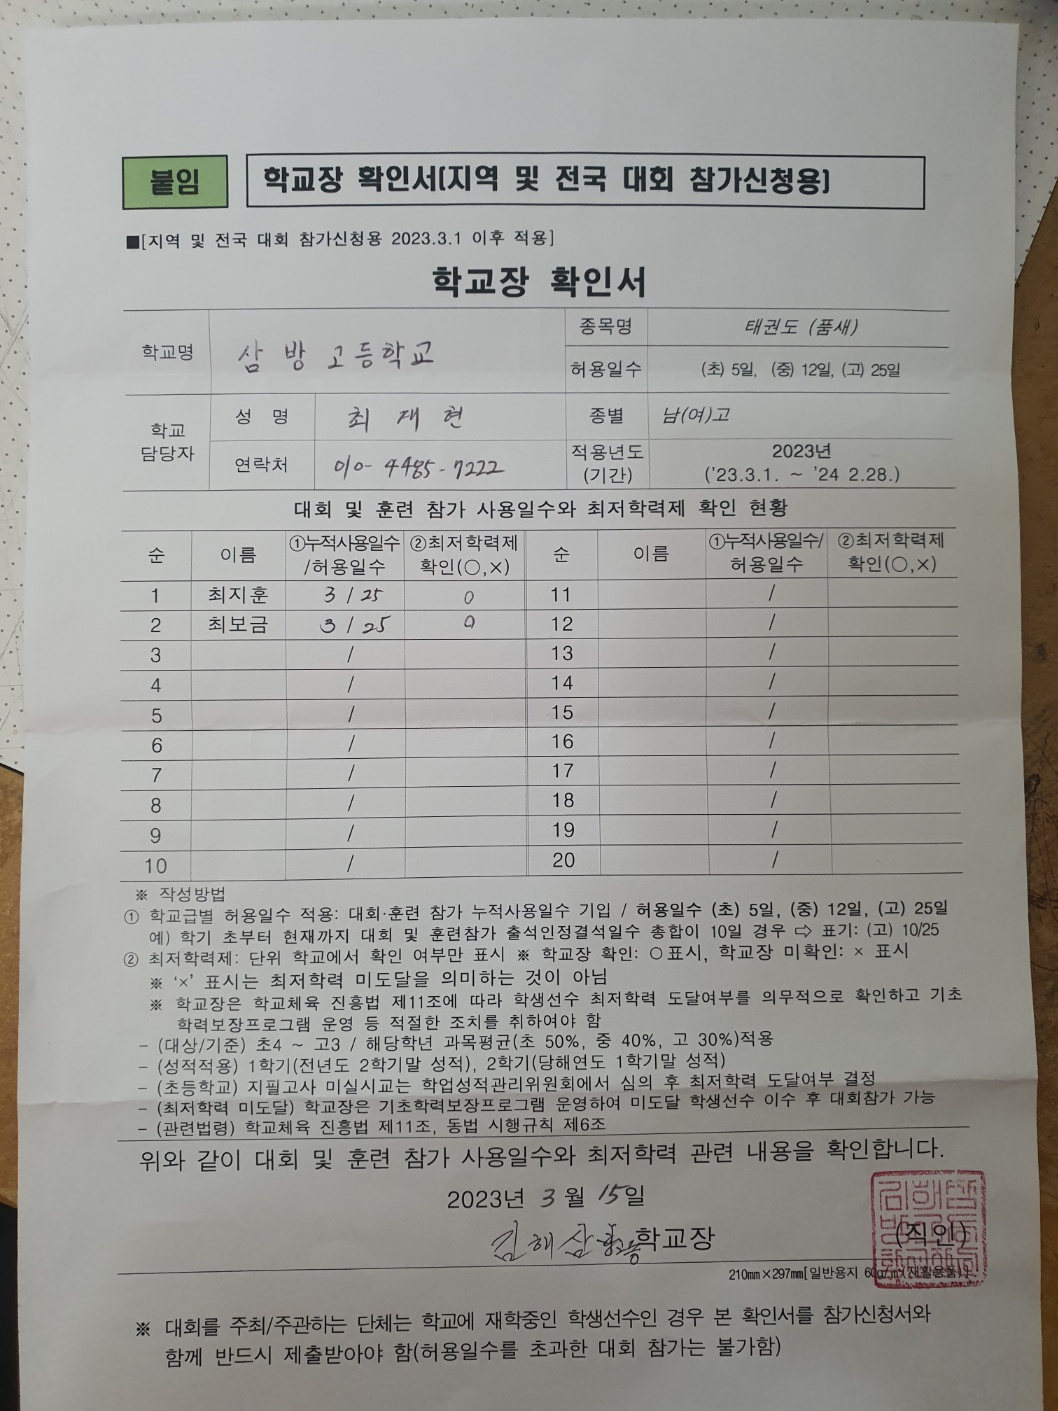 붙임 학교장 확인서(지역 및 전국 대회 참가신청용)
■[지역 및 전국 대회 참가신청용 2023.3.1 이후 적용]
학교장 확인서
학교명 삼방고등학교 종목명 태권도 (품새)
허용일수 (초) 5일, (중) 12일, (고) 25일
학교 담당자 성 명 최재현 종별 남(여)고
연락처 010-4485-7222 적용년도 (기간) 2023년 ('23.3.1. ~ '24 2.28.)
대회 및 훈련 참가 사용일수와 최저학력제 확인 현황
순 이름 ①누적사용일수/허용일수 ②최저학력제 확인(○,×) 순 이름 ①누적사용일수/허용일수 ②최저학력제 확인(○,×)
1 최지훈 3 / 25 0 11 /
2 최보금 3 / 25 0 12 /
3 / 13 /
4 / 14 /
5 / 15 /
6 / 16 /
7 / 17 /
8 / 18 /
9 / 19 /
10 / 20 /
※ 작성방법
① 학교급별 허용일수 적용: 대회·훈련 참가 누적사용일수 기입 / 허용일수 (초) 5일, (중) 12일, (고) 25일
예) 학기 초부터 현재까지 대회 및 훈련참가 출석인정결석일수 총합이 10일 경우 ⇨ 표기: (고) 10/25
② 최저학력제: 단위 학교에서 확인 여부만 표시 ※ 학교장 확인: ○표시, 학교장 미확인: × 표시
※ '×' 표시는 최저학력 미도달을 의미하는 것이 아님
※ 학교장은 학교체육 진흥법 제11조에 따라 학생선수 최저학력 도달여부를 의무적으로 확인하고 기초
학력보장프로그램 운영 등 적절한 조치를 취하여야 함
- (대상/기준) 초4 ~ 고3 / 해당학년 과목평균(초 50%, 중 40%, 고 30%)적용
- (성적적용) 1학기(전년도 2학기말 성적), 2학기(당해연도 1학기말 성적)
- (초등학교) 지필고사 미실시교는 학업성적관리위원회에서 심의 후 최저학력 도달여부 결정
- (최저학력 미도달) 학교장은 기초학력보장프로그램 운영하여 미도달 학생선수 이수 후 대회참가 가능
- (관련법령) 학교체육 진흥법 제11조, 동법 시행규칙 제6조
위와 같이 대회 및 훈련 참가 사용일수와 최저학력 관련 내용을 확인합니다.
2023년 3월 15일
김해삼방고등학교장 (직인)
210mm×297mm[일반용지 60g/㎡(재활용품)]
※ 대회를 주최/주관하는 단체는 학교에 재학중인 학생선수인 경우 본 확인서를 참가신청서와
함께 반드시 제출받아야 함(허용일수를 초과한 대회 참가는 불가함)